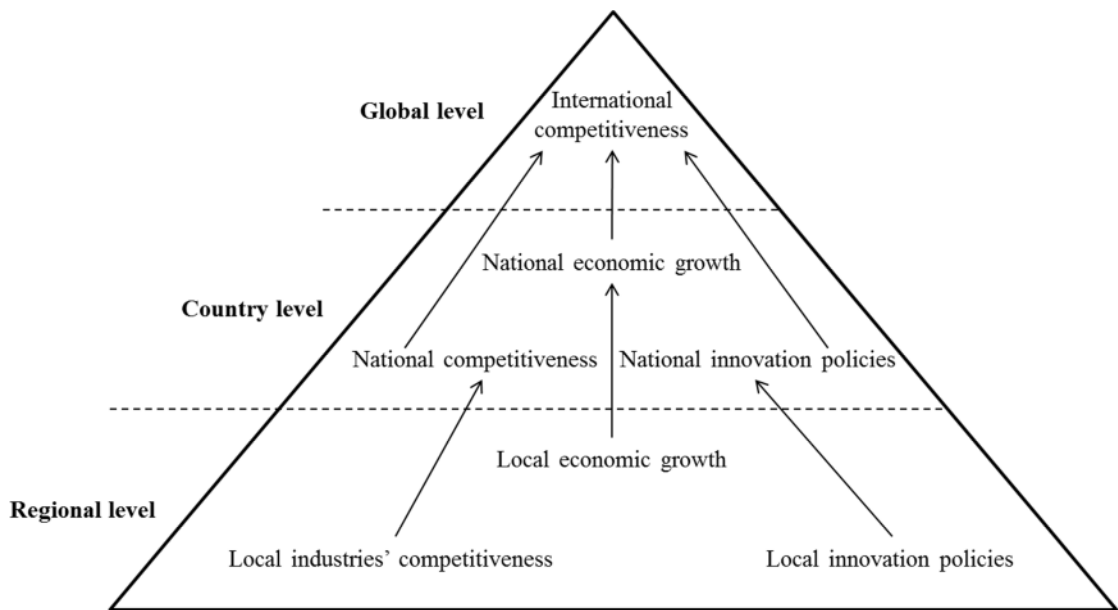 Global level
International
competitiveness
National economic growth
Country level
National competitiveness
National innovation policies
Local economic growth
Regional level
Local industries’ competitiveness
Local innovation policies